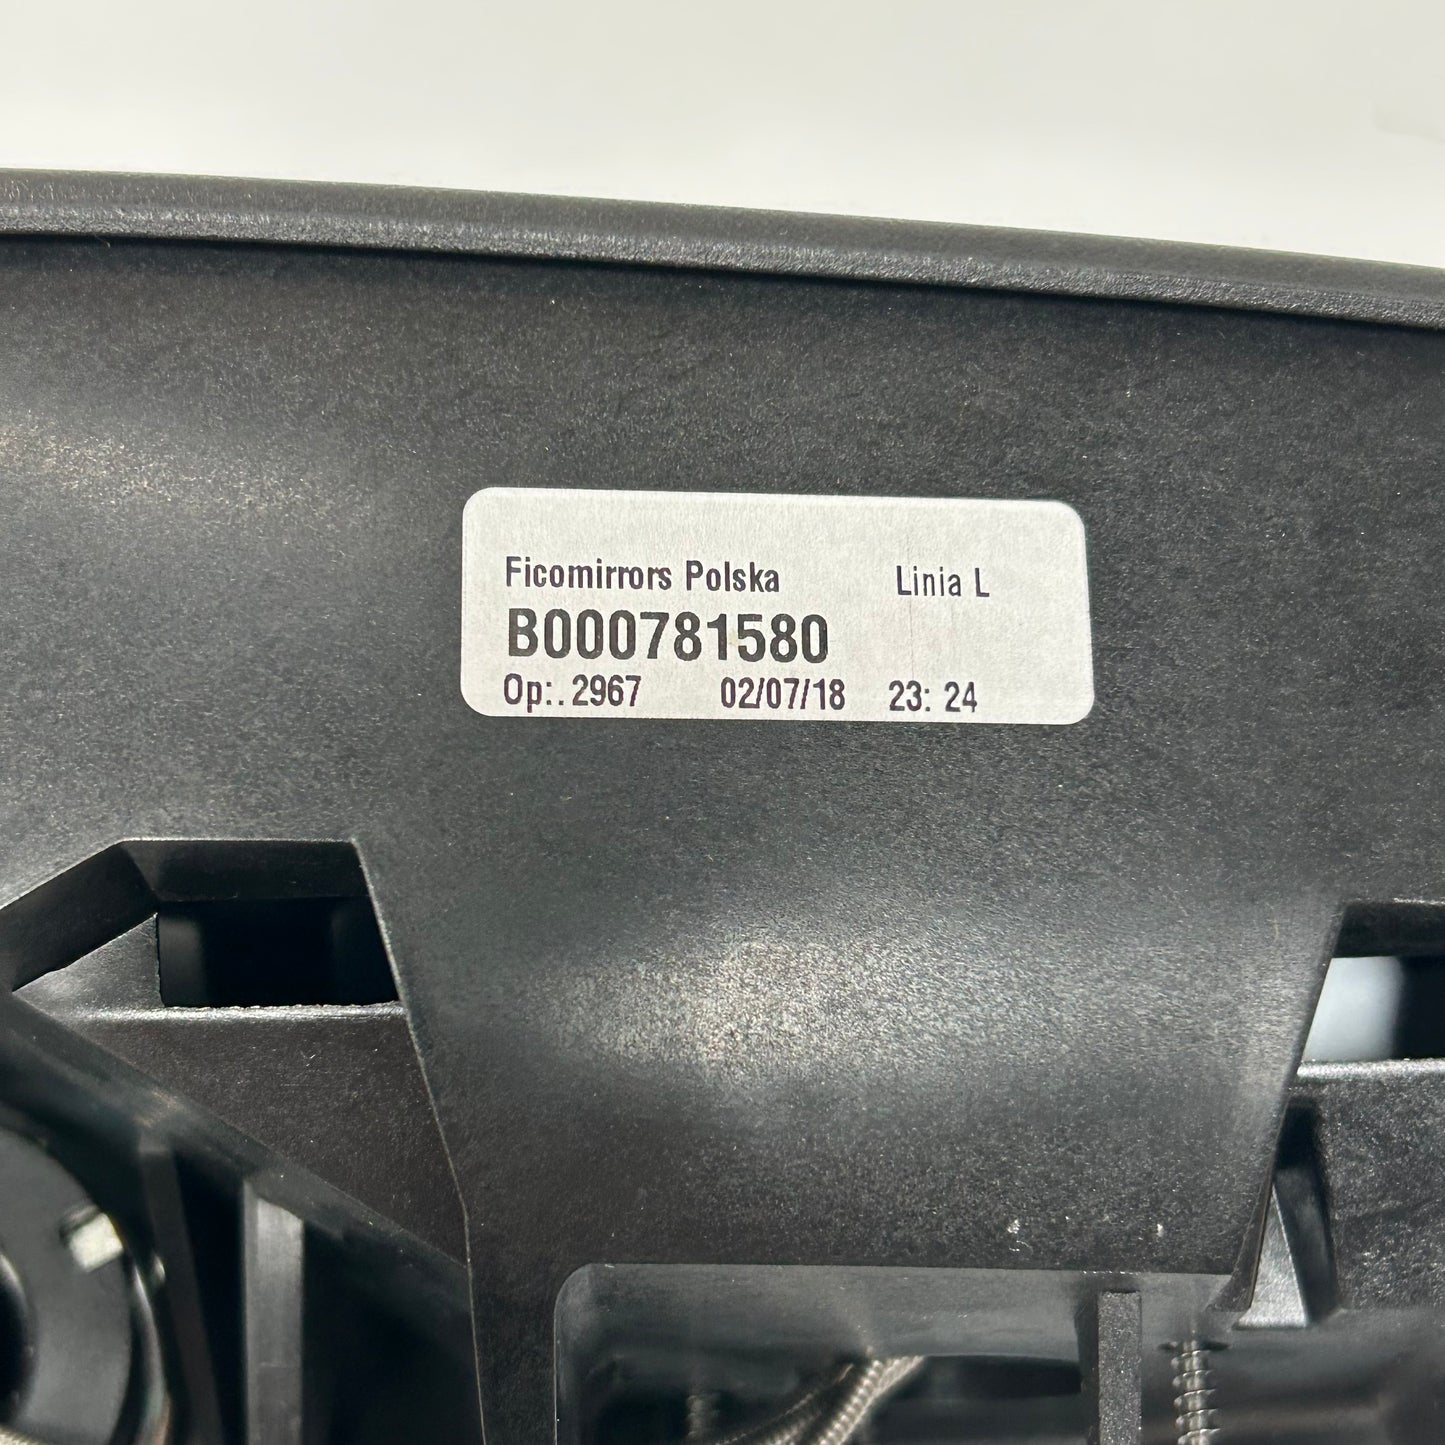 Ficomirrors Polska Linia L
B000781580
Op:. 2967 02/07/18 23: 24